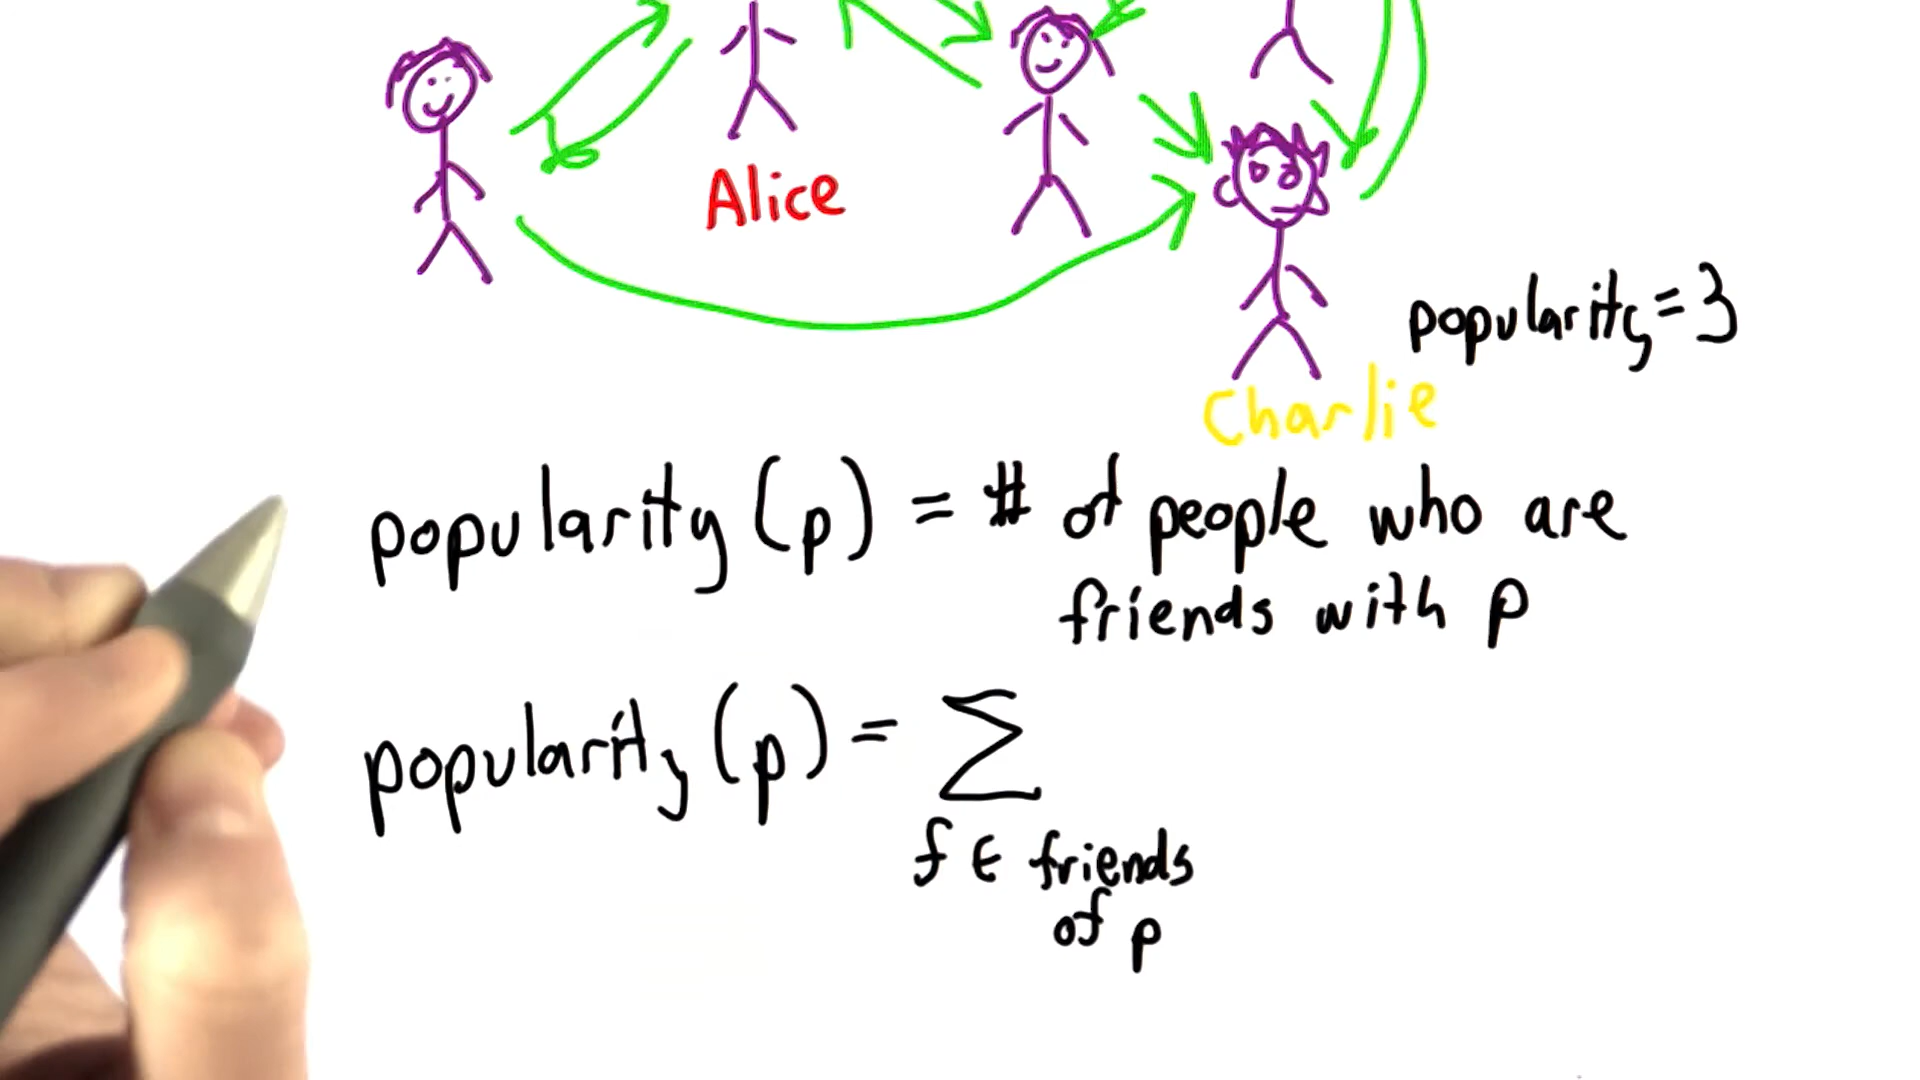 Alice
popularity = 3
Charlie
popularity (p) = # of people who are
friends with p
popularity (p) = Σ
f ∈ friends
of p